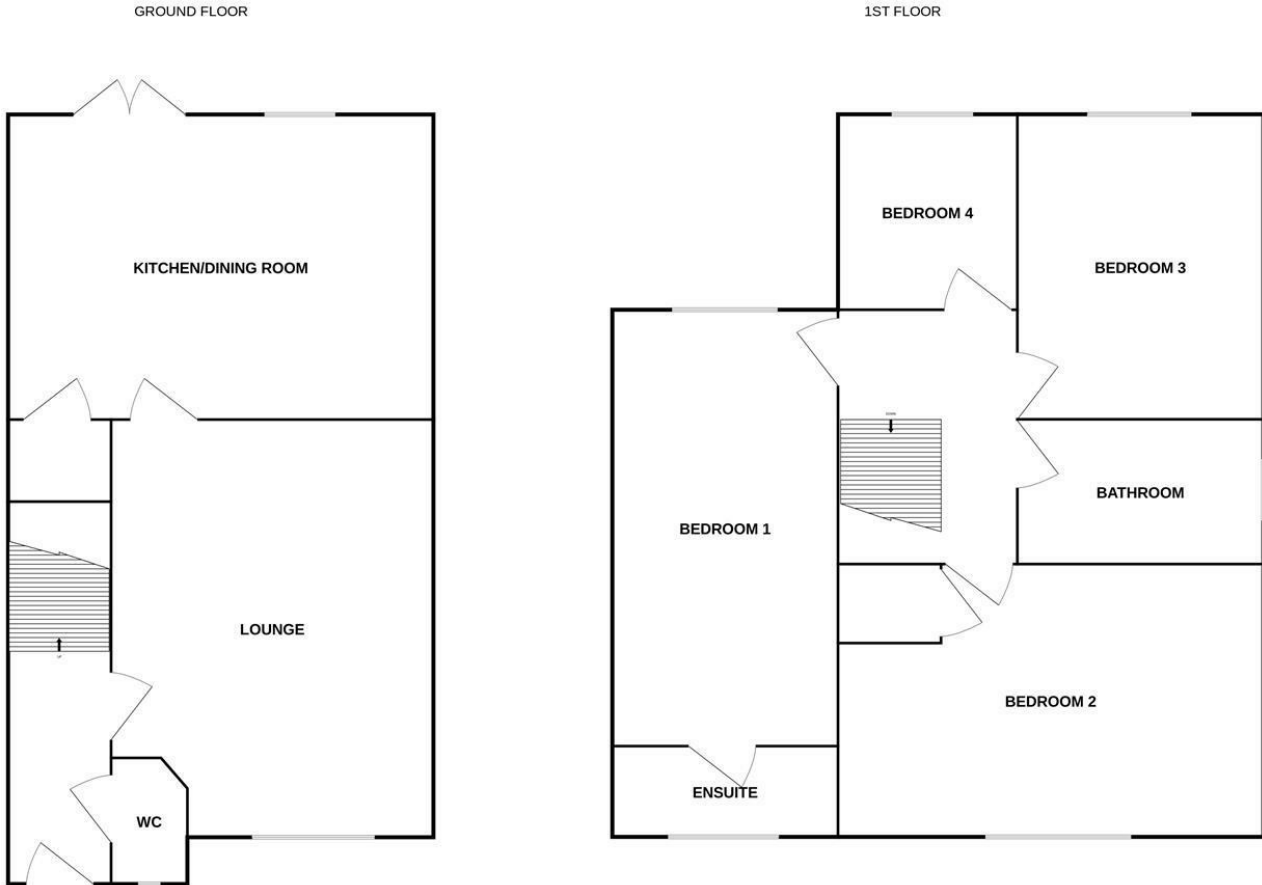 GROUND FLOOR
KITCHEN/DINING ROOM
LOUNGE
WC
1ST FLOOR
BEDROOM 4
BEDROOM 3
BEDROOM 1
BATHROOM
BEDROOM 2
ENSUITE